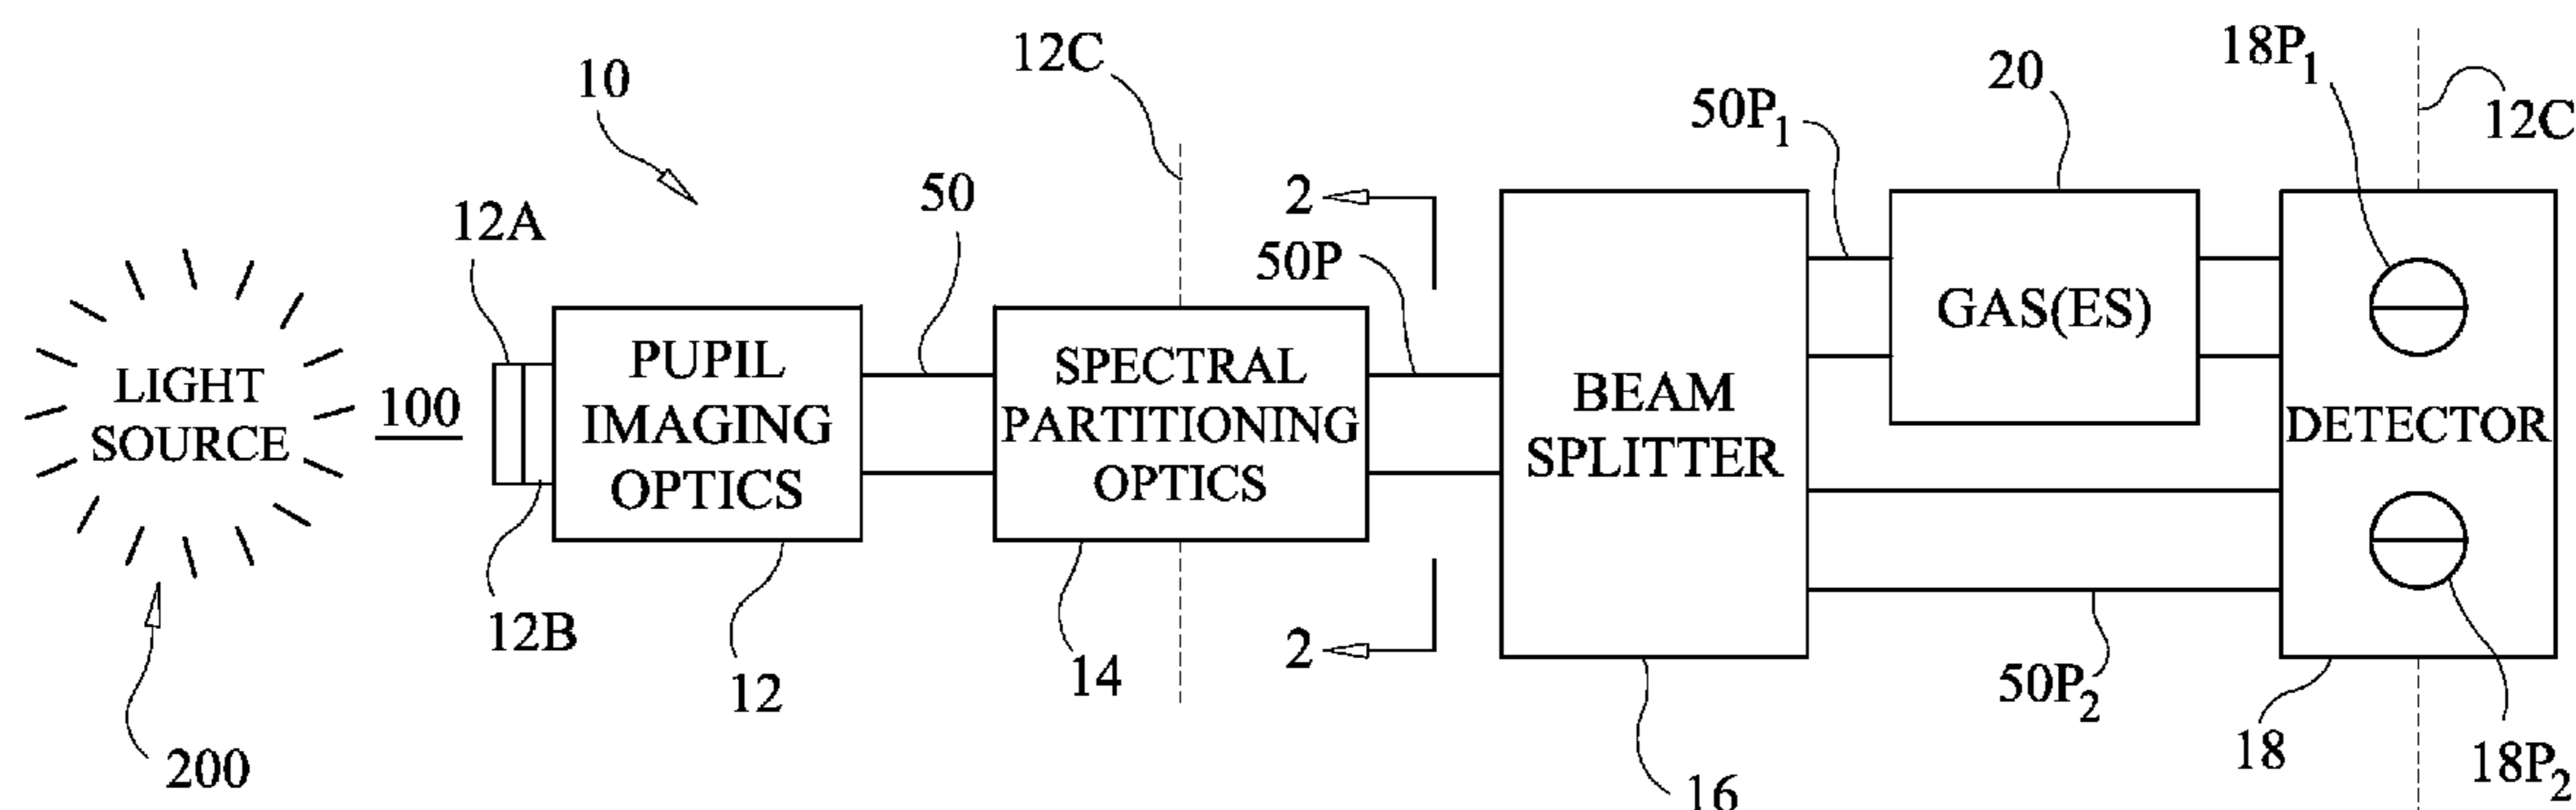 10
12C
20
18P1
12C
50P1
12A
50
2
50P
LIGHT
SOURCE
100
PUPIL
IMAGING
OPTICS
SPECTRAL
PARTITIONING
OPTICS
BEAM
SPLITTER
GAS(ES)
DETECTOR
12B
12
14
2
50P2
18
18P2
200
16